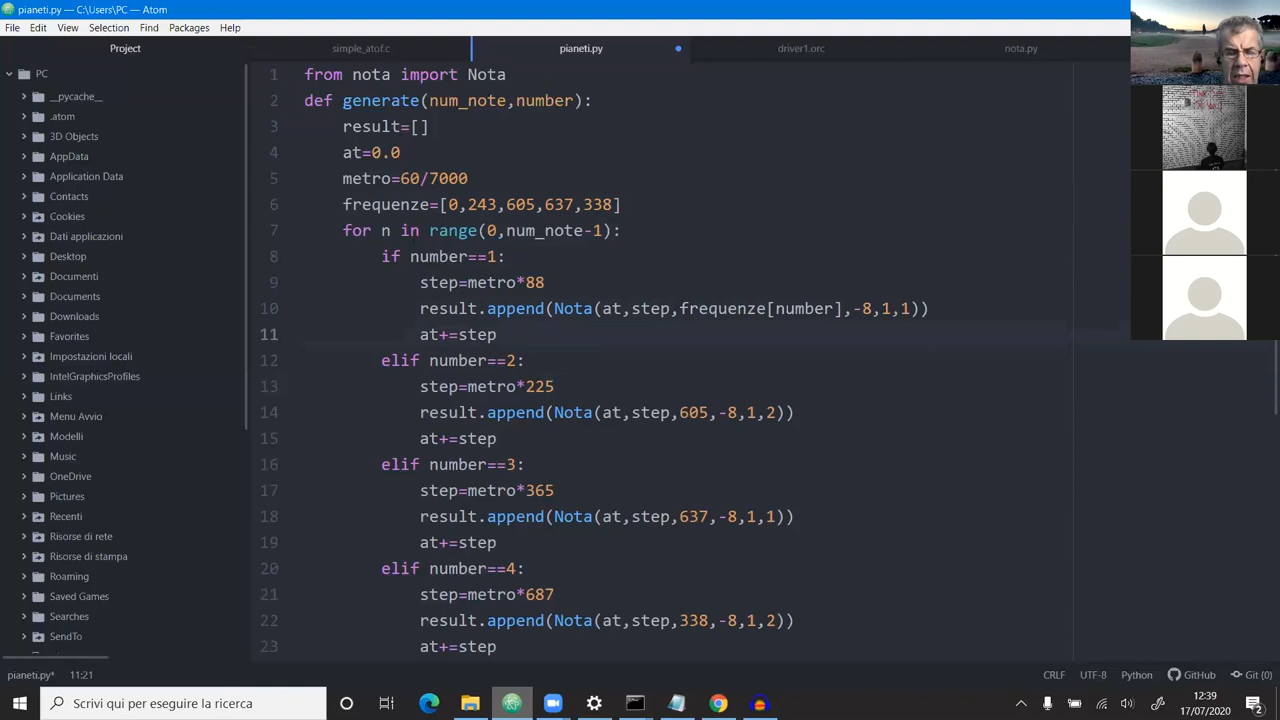 pianeti.py — C:\Users\PC — Atom
File Edit View Selection Find Packages Help
Project simple_atof.c pianeti.py driver1.orc nota.py
PC
__pycache__
.atom
3D Objects
AppData
Application Data
Contacts
Cookies
Dati applicazioni
Desktop
Documenti
Documents
Downloads
Favorites
Impostazioni locali
IntelGraphicsProfiles
Links
Menu Avvio
Modelli
Music
OneDrive
Pictures
Recenti
Risorse di rete
Risorse di stampa
Roaming
Saved Games
Searches
SendTo
1 from nota import Nota
2 def generate(num_note,number):
3 result=[]
4 at=0.0
5 metro=60/7000
6 frequenze=[0,243,605,637,338]
7 for n in range(0,num_note-1):
8 if number==1:
9 step=metro*88
10 result.append(Nota(at,step,frequenze[number],-8,1,1))
11 at+=step
12 elif number==2:
13 step=metro*225
14 result.append(Nota(at,step,605,-8,1,2))
15 at+=step
16 elif number==3:
17 step=metro*365
18 result.append(Nota(at,step,637,-8,1,1))
19 at+=step
20 elif number==4:
21 step=metro*687
22 result.append(Nota(at,step,338,-8,1,2))
23 at+=step
pianeti.py* 11:21 CRLF UTF-8 Python GitHub Git (0)
Scrivi qui per eseguire la ricerca
12:39
17/07/2020
2